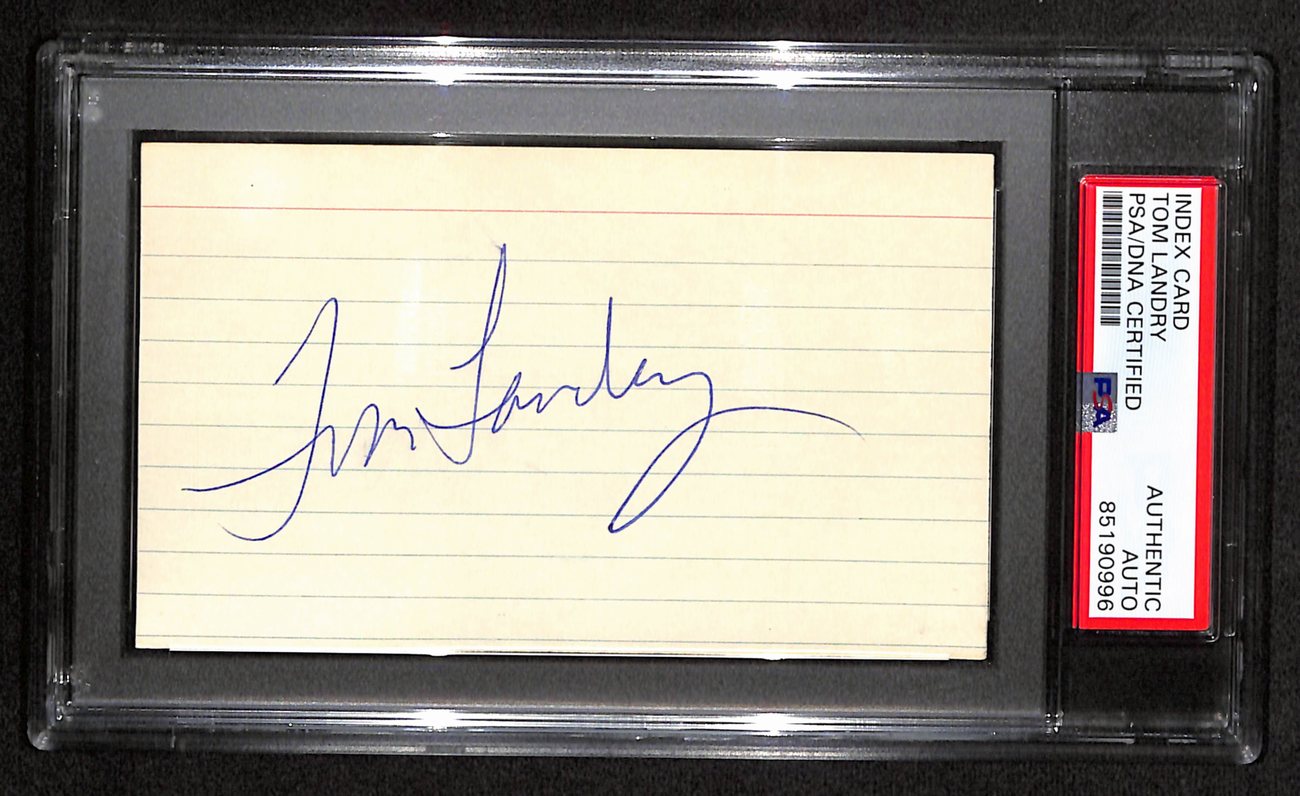 Tom Landry
INDEX CARD
TOM LANDRY
PSA/DNA CERTIFIED
AUTHENTIC
AUTO
85190996
PSA